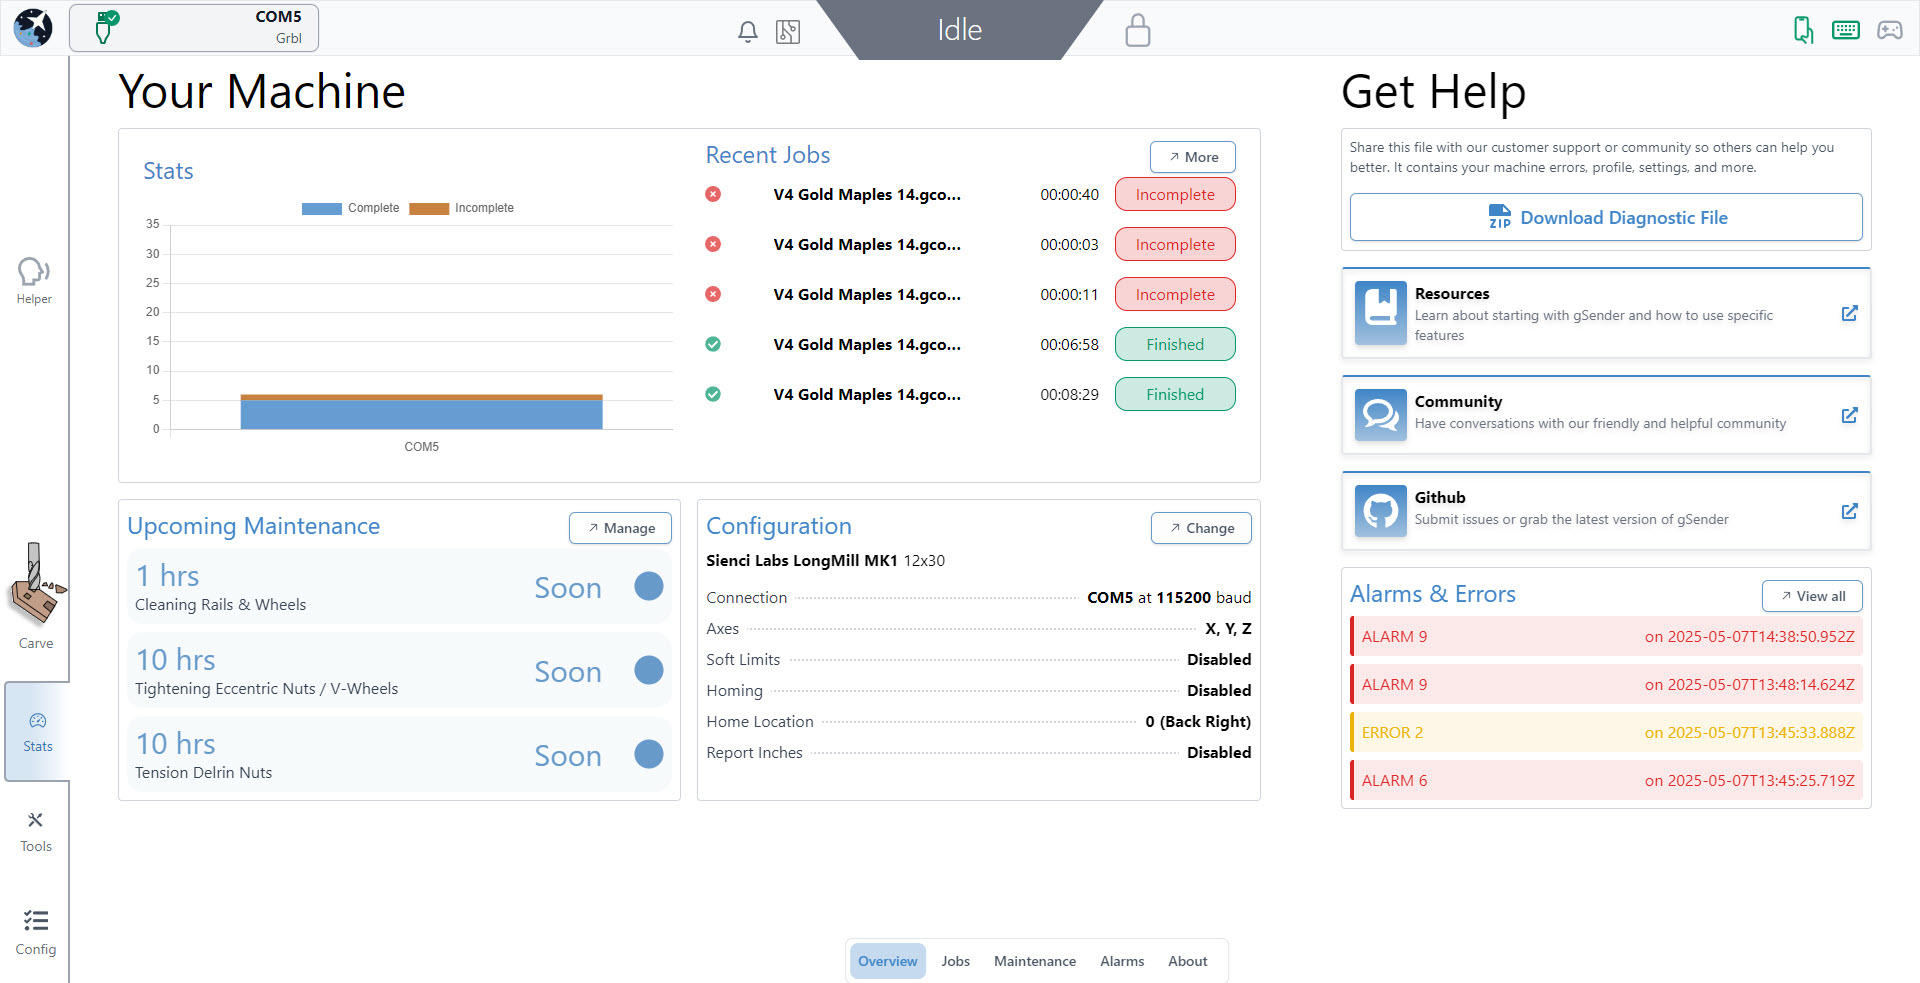 COM5
Grbl
Idle
Helper
Carve
Stats
Tools
Config
Your Machine
Stats
Complete
Incomplete
35
30
25
20
15
10
5
0
COM5
Recent Jobs
More
V4 Gold Maples 14.gco... 00:00:40 Incomplete
V4 Gold Maples 14.gco... 00:00:03 Incomplete
V4 Gold Maples 14.gco... 00:00:11 Incomplete
V4 Gold Maples 14.gco... 00:06:58 Finished
V4 Gold Maples 14.gco... 00:08:29 Finished
Upcoming Maintenance
Manage
1 hrs
Cleaning Rails & Wheels
Soon
10 hrs
Tightening Eccentric Nuts / V-Wheels
Soon
10 hrs
Tension Delrin Nuts
Soon
Configuration
Change
Sienci Labs LongMill MK1 12x30
Connection COM5 at 115200 baud
Axes X, Y, Z
Soft Limits Disabled
Homing Disabled
Home Location 0 (Back Right)
Report Inches Disabled
Get Help
Share this file with our customer support or community so others can help you
better. It contains your machine errors, profile, settings, and more.
ZIP Download Diagnostic File
Resources
Learn about starting with gSender and how to use specific
features
Community
Have conversations with our friendly and helpful community
Github
Submit issues or grab the latest version of gSender
Alarms & Errors
View all
ALARM 9 on 2025-05-07T14:38:50.952Z
ALARM 9 on 2025-05-07T13:48:14.624Z
ERROR 2 on 2025-05-07T13:45:33.888Z
ALARM 6 on 2025-05-07T13:45:25.719Z
Overview Jobs Maintenance Alarms About